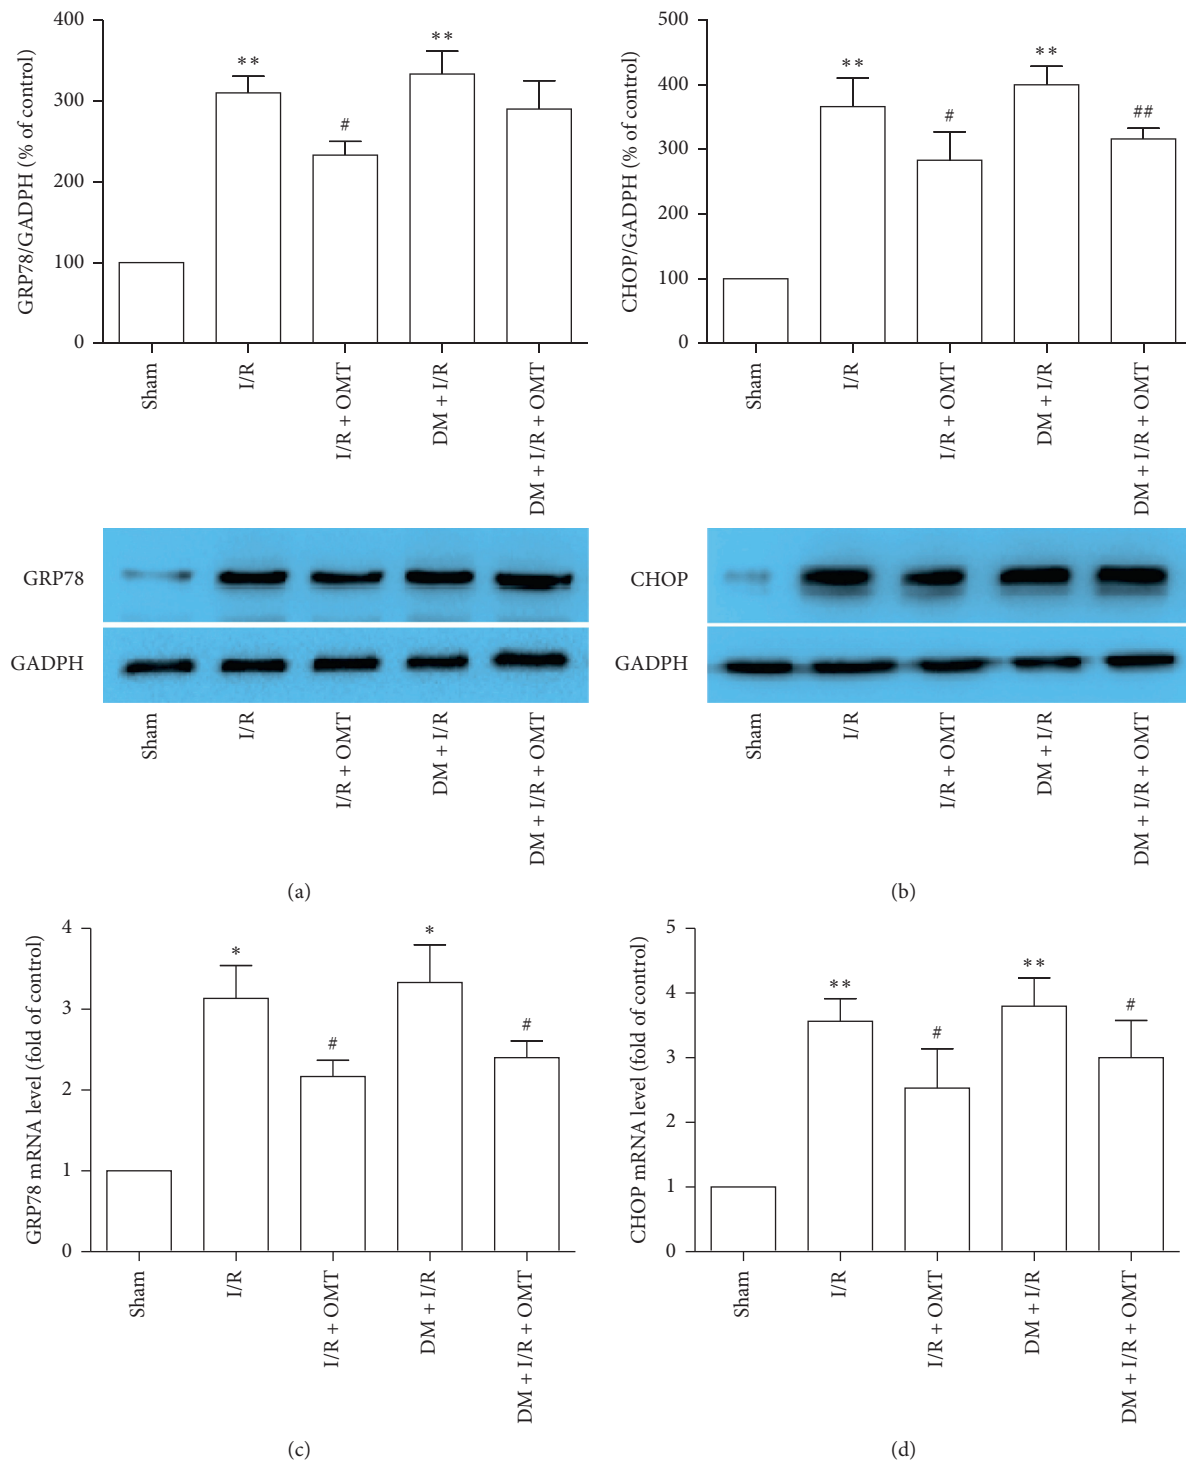 GRP78/GADPH (% of control)
400
300
200
100
0
**
#
**
Sham
I/R
I/R + OMT
DM + I/R
DM + I/R + OMT
CHOP/GADPH (% of control)
500
400
300
200
100
0
**
#
**
##
Sham
I/R
I/R + OMT
DM + I/R
DM + I/R + OMT
GRP78
GADPH
Sham
I/R
I/R + OMT
DM + I/R
DM + I/R + OMT
(a)
CHOP
GADPH
Sham
I/R
I/R + OMT
DM + I/R
DM + I/R + OMT
(b)
GRP78 mRNA level (fold of control)
4
3
2
1
0
*
#
*
#
Sham
I/R
I/R + OMT
DM + I/R
DM + I/R + OMT
(c)
CHOP mRNA level (fold of control)
5
4
3
2
1
0
**
#
**
#
Sham
I/R
I/R + OMT
DM + I/R
DM + I/R + OMT
(d)